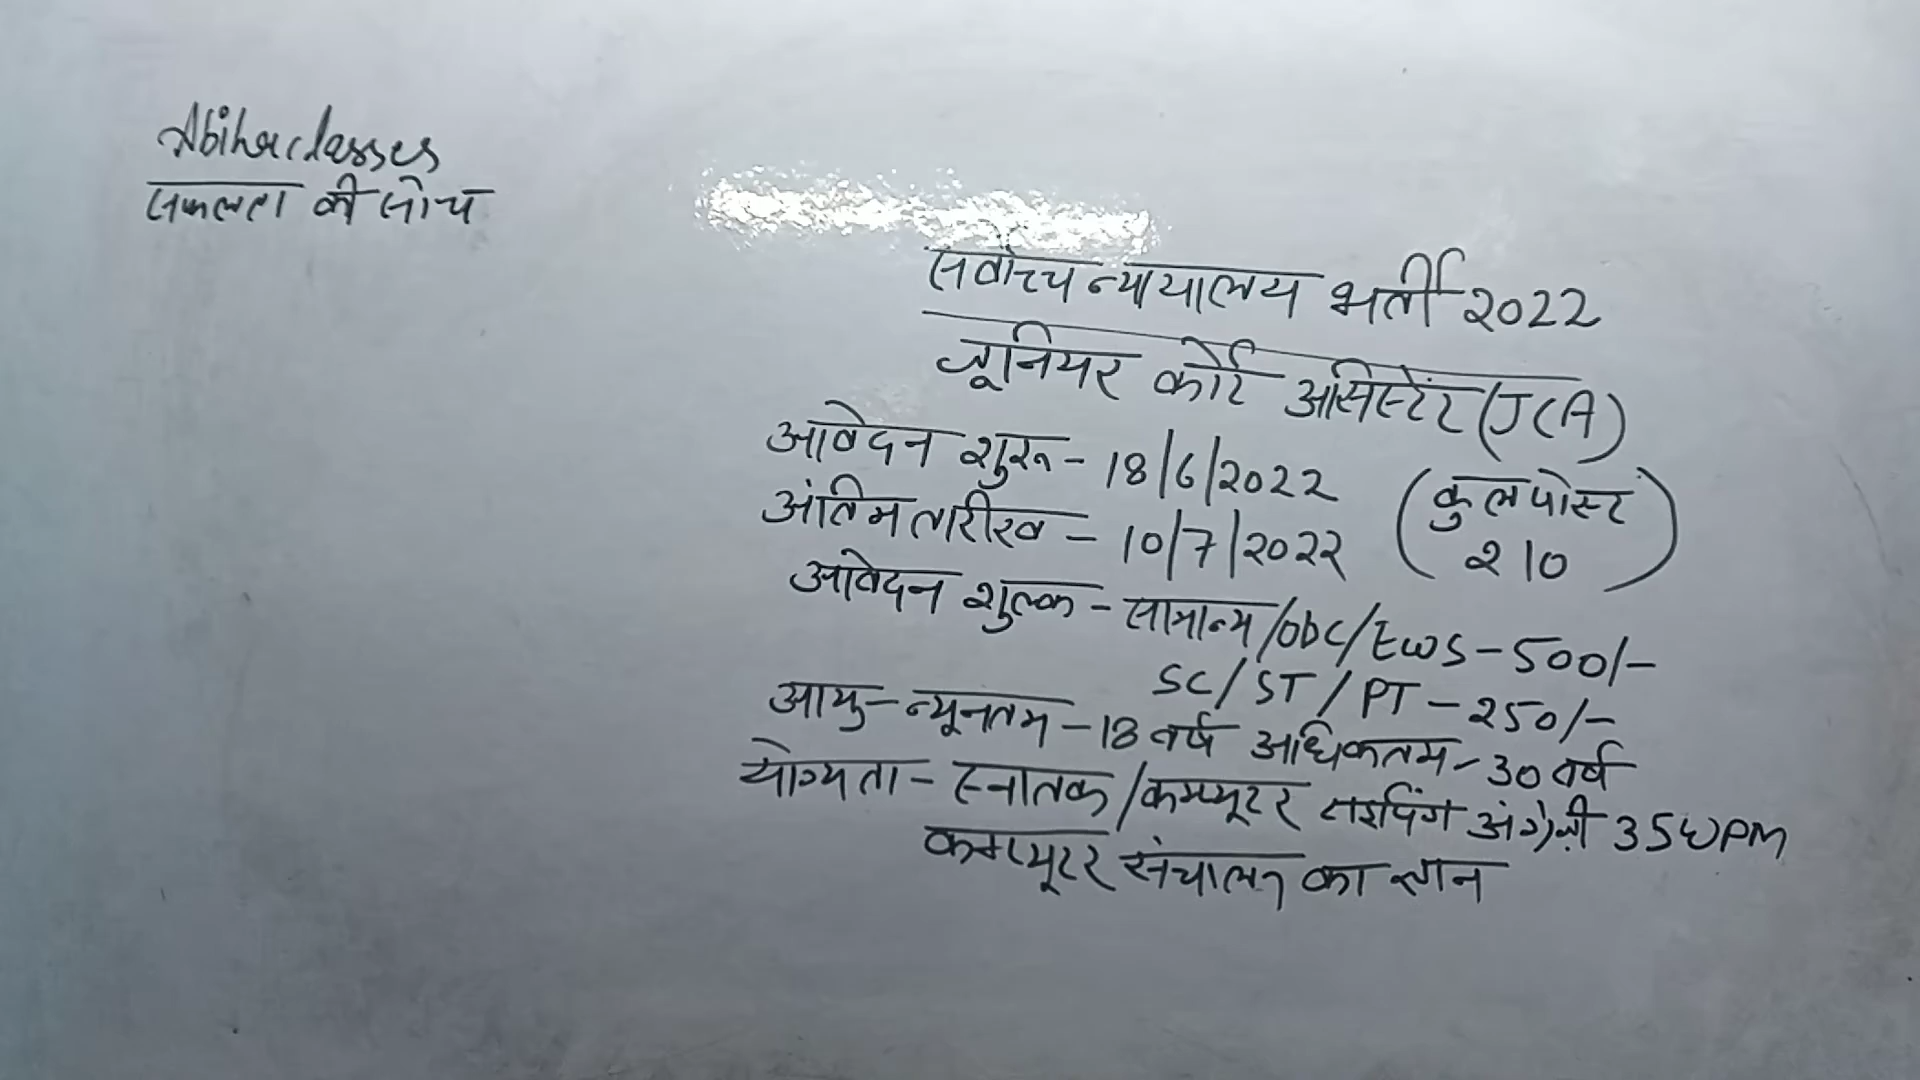 Abiharclasses
सफलता की सोच
सर्वोच्च न्यायालय भर्ती 2022
जूनियर कोर्ट असिस्टेंट (JCA)
आवेदन शुरू - 18/6/2022
अंतिम तारीख - 10/7/2022
(कुल पोस्ट
210)
आवेदन शुल्क - सामान्य/obc/EWS - 500/-
SC/ST/PT - 250/-
आयु - न्यूनतम - 18 वर्ष अधिकतम - 30 वर्ष
योग्यता - स्नातक/कम्प्यूटर टाइपिंग अंग्रेजी 35 WPM
कम्प्यूटर संचालन का ज्ञान